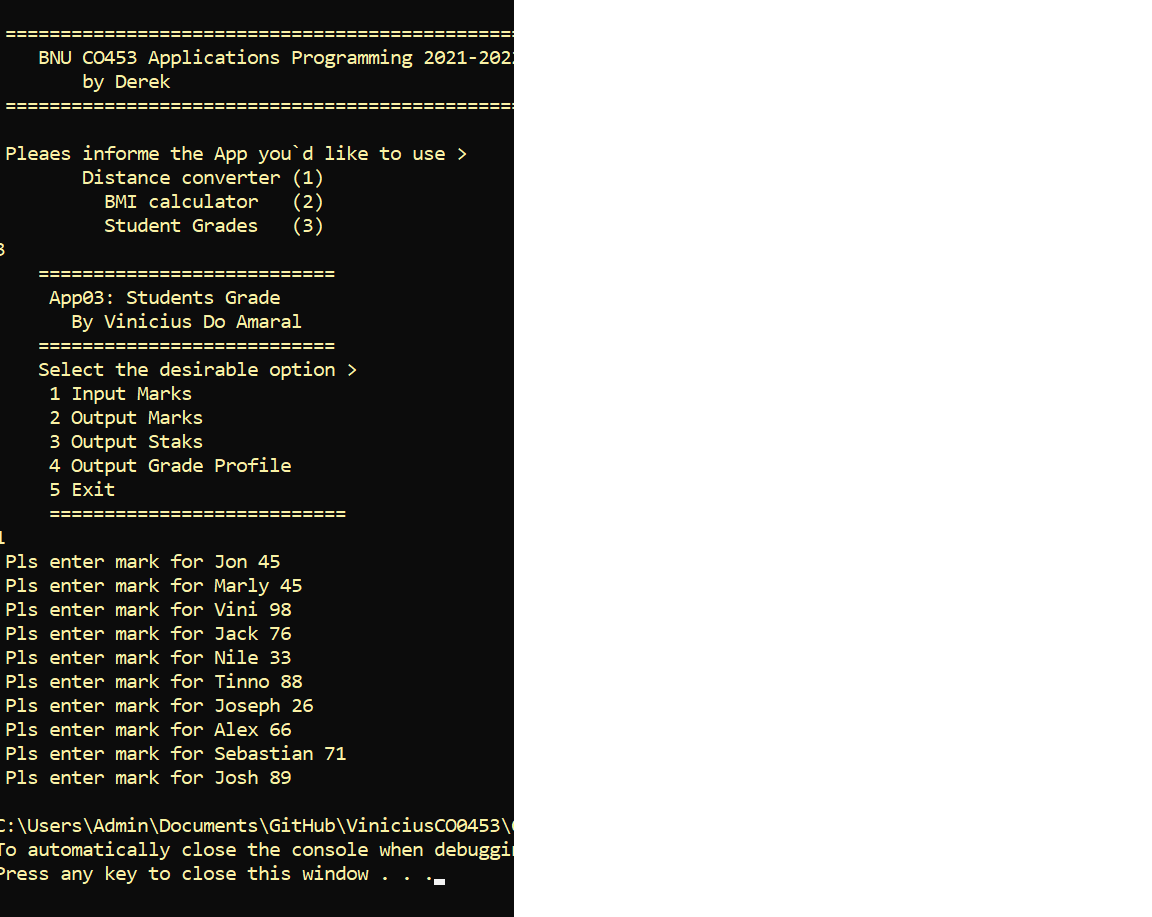 ==============================================
BNU CO453 Applications Programming 2021-202
by Derek
==============================================
Pleaes informe the App you`d like to use >
Distance converter (1)
BMI calculator (2)
Student Grades (3)
3
===========================
App03: Students Grade
By Vinicius Do Amaral
===========================
Select the desirable option >
1 Input Marks
2 Output Marks
3 Output Staks
4 Output Grade Profile
5 Exit
===========================
1
Pls enter mark for Jon 45
Pls enter mark for Marly 45
Pls enter mark for Vini 98
Pls enter mark for Jack 76
Pls enter mark for Nile 33
Pls enter mark for Tinno 88
Pls enter mark for Joseph 26
Pls enter mark for Alex 66
Pls enter mark for Sebastian 71
Pls enter mark for Josh 89
C:\Users\Admin\Documents\GitHub\ViniciusCO0453\
To automatically close the console when debuggin
Press any key to close this window . . .